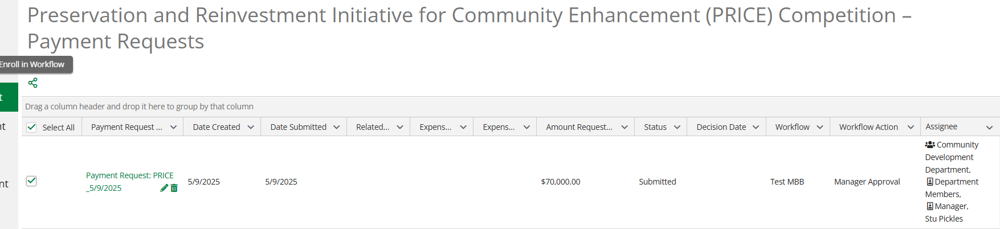 Preservation and Reinvestment Initiative for Community Enhancement (PRICE) Competition –
Payment Requests
Enroll in Workflow
t
nt
nt
Drag a column header and drop it here to group by that column
Select All Payment Request ... Date Created Date Submitted Related... Expens... Expens... Amount Request... Status Decision Date Workflow Workflow Action Assignee
Payment Request: PRICE
_5/9/2025
5/9/2025 5/9/2025 $70,000.00 Submitted Test MBB Manager Approval
Community
Development
Department,
Department
Members,
Manager,
Stu Pickles